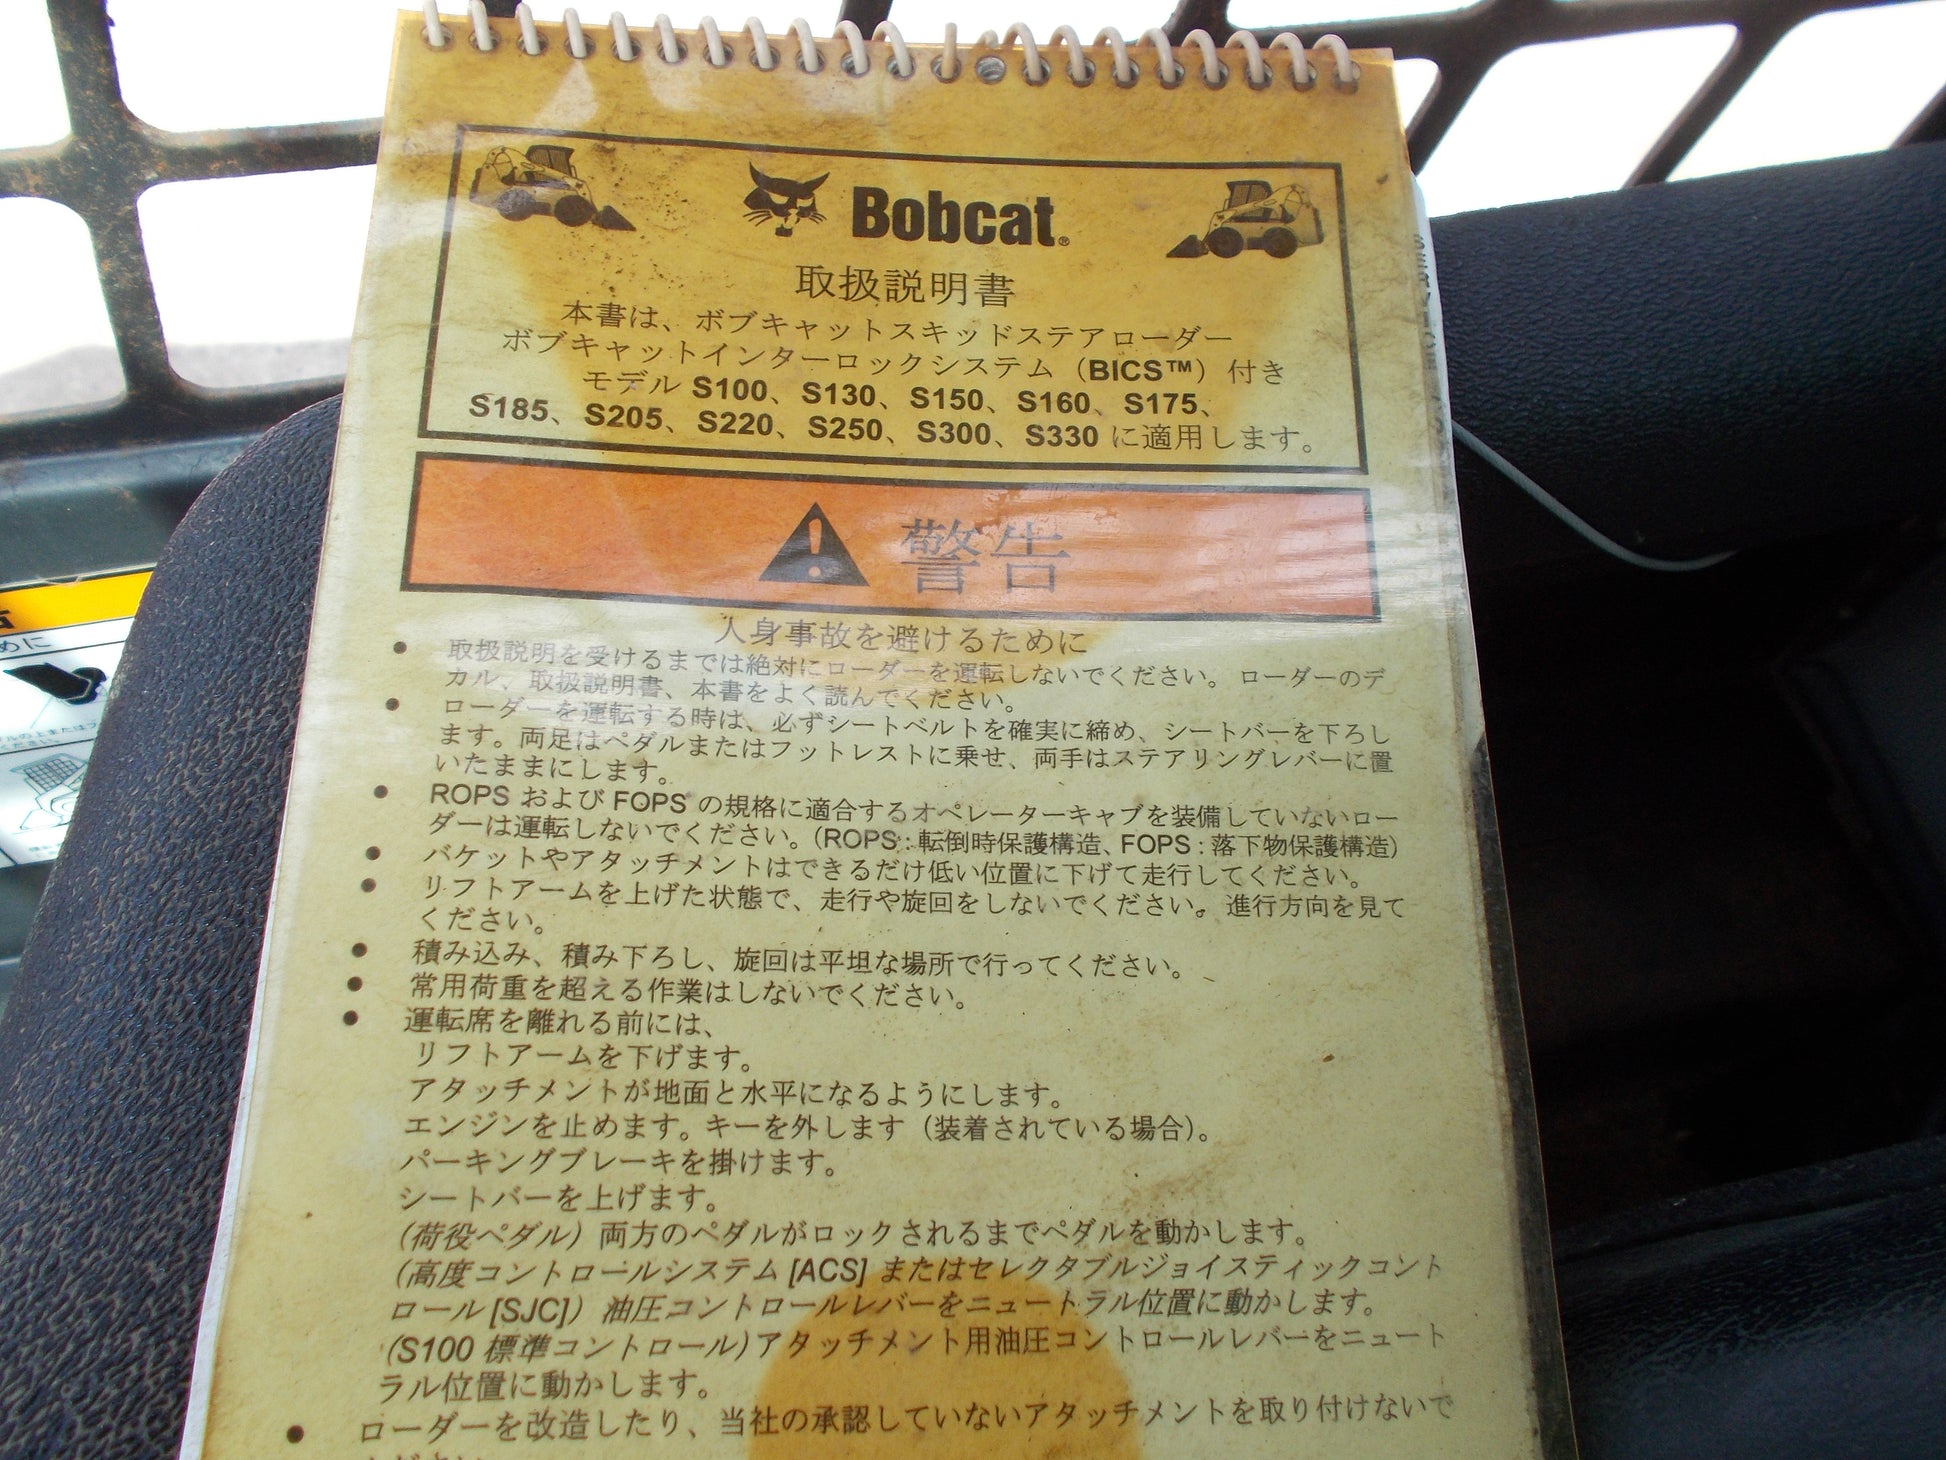 Bobcat®
取扱説明書
本書は、ボブキャットスキッドステアローダー
ボブキャットインターロックシステム（BICS™）付き
モデル S100、S130、S150、S160、S175、
S185、S205、S220、S250、S300、S330 に適用します。
警告
人身事故を避けるために
• 取扱説明を受けるまでは絶対にローダーを運転しないでください。 ローダーのデ
カル、取扱説明書、本書をよく読んでください。
• ローダーを運転する時は、必ずシートベルトを確実に締め、シートバーを下ろし
ます。両足はペダルまたはフットレストに乗せ、両手はステアリングレバーに置
いたままにします。
• ROPS および FOPS の規格に適合するオペレーターキャブを装備していないロー
ダーは運転しないでください。（ROPS : 転倒時保護構造、FOPS : 落下物保護構造）
• バケットやアタッチメントはできるだけ低い位置に下げて走行してください。
• リフトアームを上げた状態で、走行や旋回をしないでください。進行方向を見て
ください。
• 積み込み、積み下ろし、旋回は平坦な場所で行ってください。
• 常用荷重を超える作業はしないでください。
• 運転席を離れる前には、
リフトアームを下げます。
アタッチメントが地面と水平になるようにします。
エンジンを止めます。キーを外します（装着されている場合）。
パーキングブレーキを掛けます。
シートバーを上げます。
（荷役ペダル）両方のペダルがロックされるまでペダルを動かします。
（高度コントロールシステム [ACS] またはセレクタブルジョイスティックコント
ロール [SJC]）油圧コントロールレバーをニュートラル位置に動かします。
（S100 標準コントロール）アタッチメント用油圧コントロールレバーをニュート
ラル位置に動かします。
• ローダーを改造したり、当社の承認していないアタッチメントを取り付けないで
めに